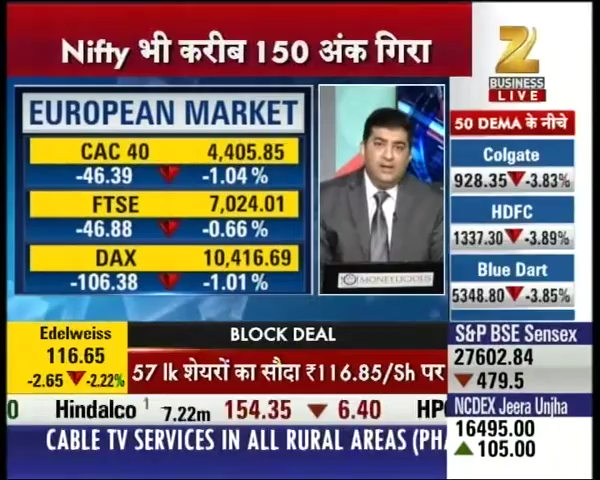 Nifty भी करीब 150 अंक गिरा
Z
BUSINESS
LIVE
EUROPEAN MARKET
CAC 40 4,405.85
-46.39 -1.04 %
FTSE 7,024.01
-46.88 -0.66 %
DAX 10,416.69
-106.38 -1.01 %
MONEYLICIOUS
50 DEMA के नीचे
Colgate
928.35 -3.83%
HDFC
1337.30 -3.89%
Blue Dart
5348.80 -3.85%
Edelweiss
116.65
-2.65 -2.22%
BLOCK DEAL
57 lk शेयरों का सौदा ₹116.85/Sh पर
S&P BSE Sensex
27602.84
479.5
0 Hindalco 1 7.22m 154.35 6.40 HP
NCDEX Jeera Unjha
16495.00
105.00
CABLE TV SERVICES IN ALL RURAL AREAS (PHA